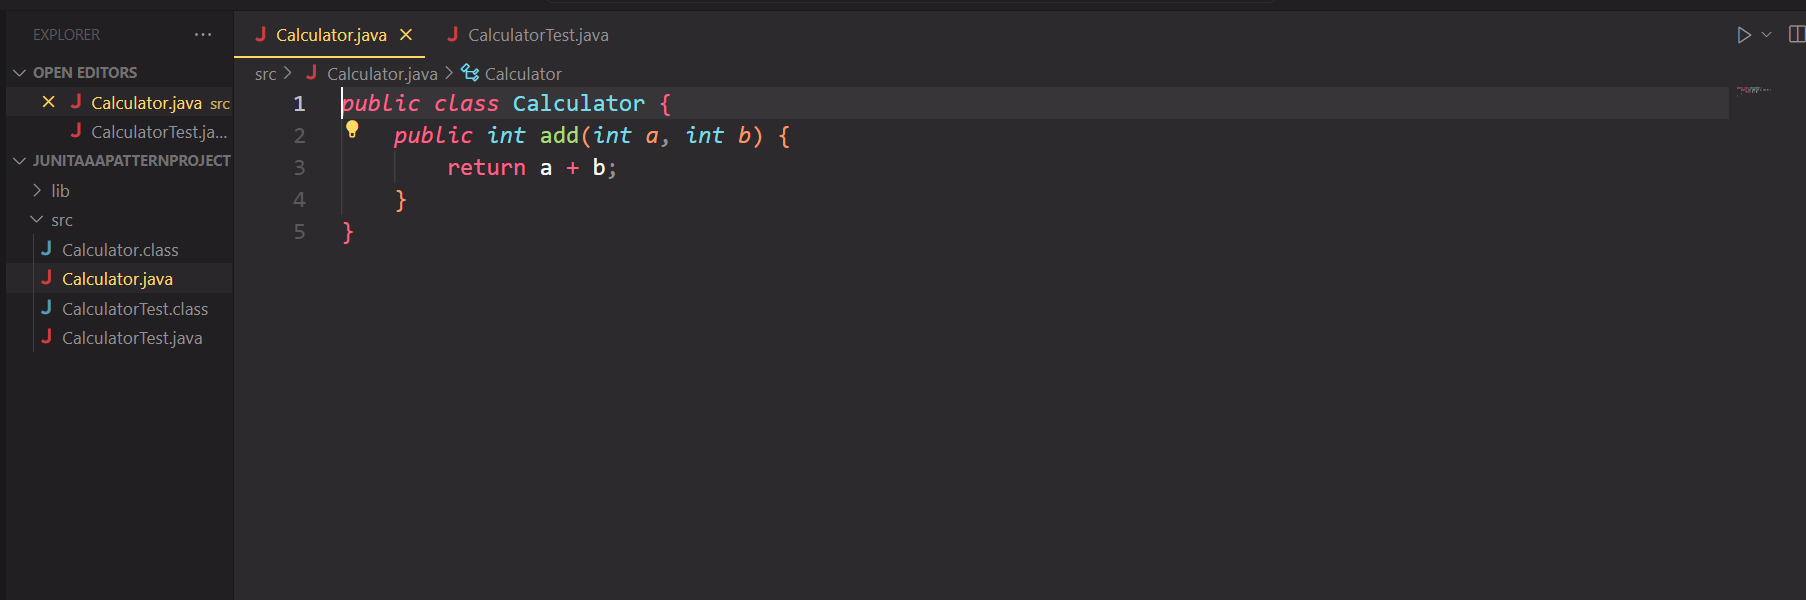 EXPLORER ···
OPEN EDITORS
Calculator.java src
CalculatorTest.ja...
JUNITAAAPATTERNPROJECT
lib
src
Calculator.class
Calculator.java
CalculatorTest.class
CalculatorTest.java
Calculator.java CalculatorTest.java
src > Calculator.java > Calculator
1 public class Calculator {
2     public int add(int a, int b) {
3         return a + b;
4     }
5 }